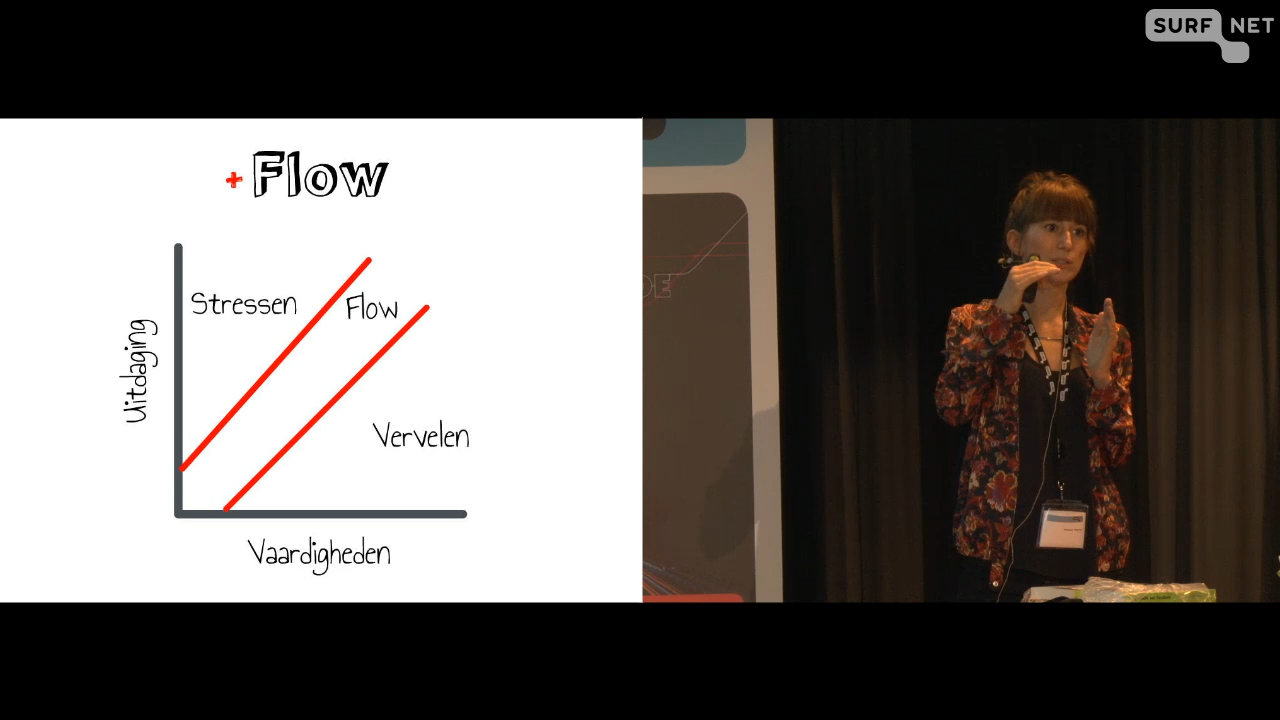 SURF NET
+ Flow
Stressen
Flow
Uitdaging
Vervelen
Vaardigheden